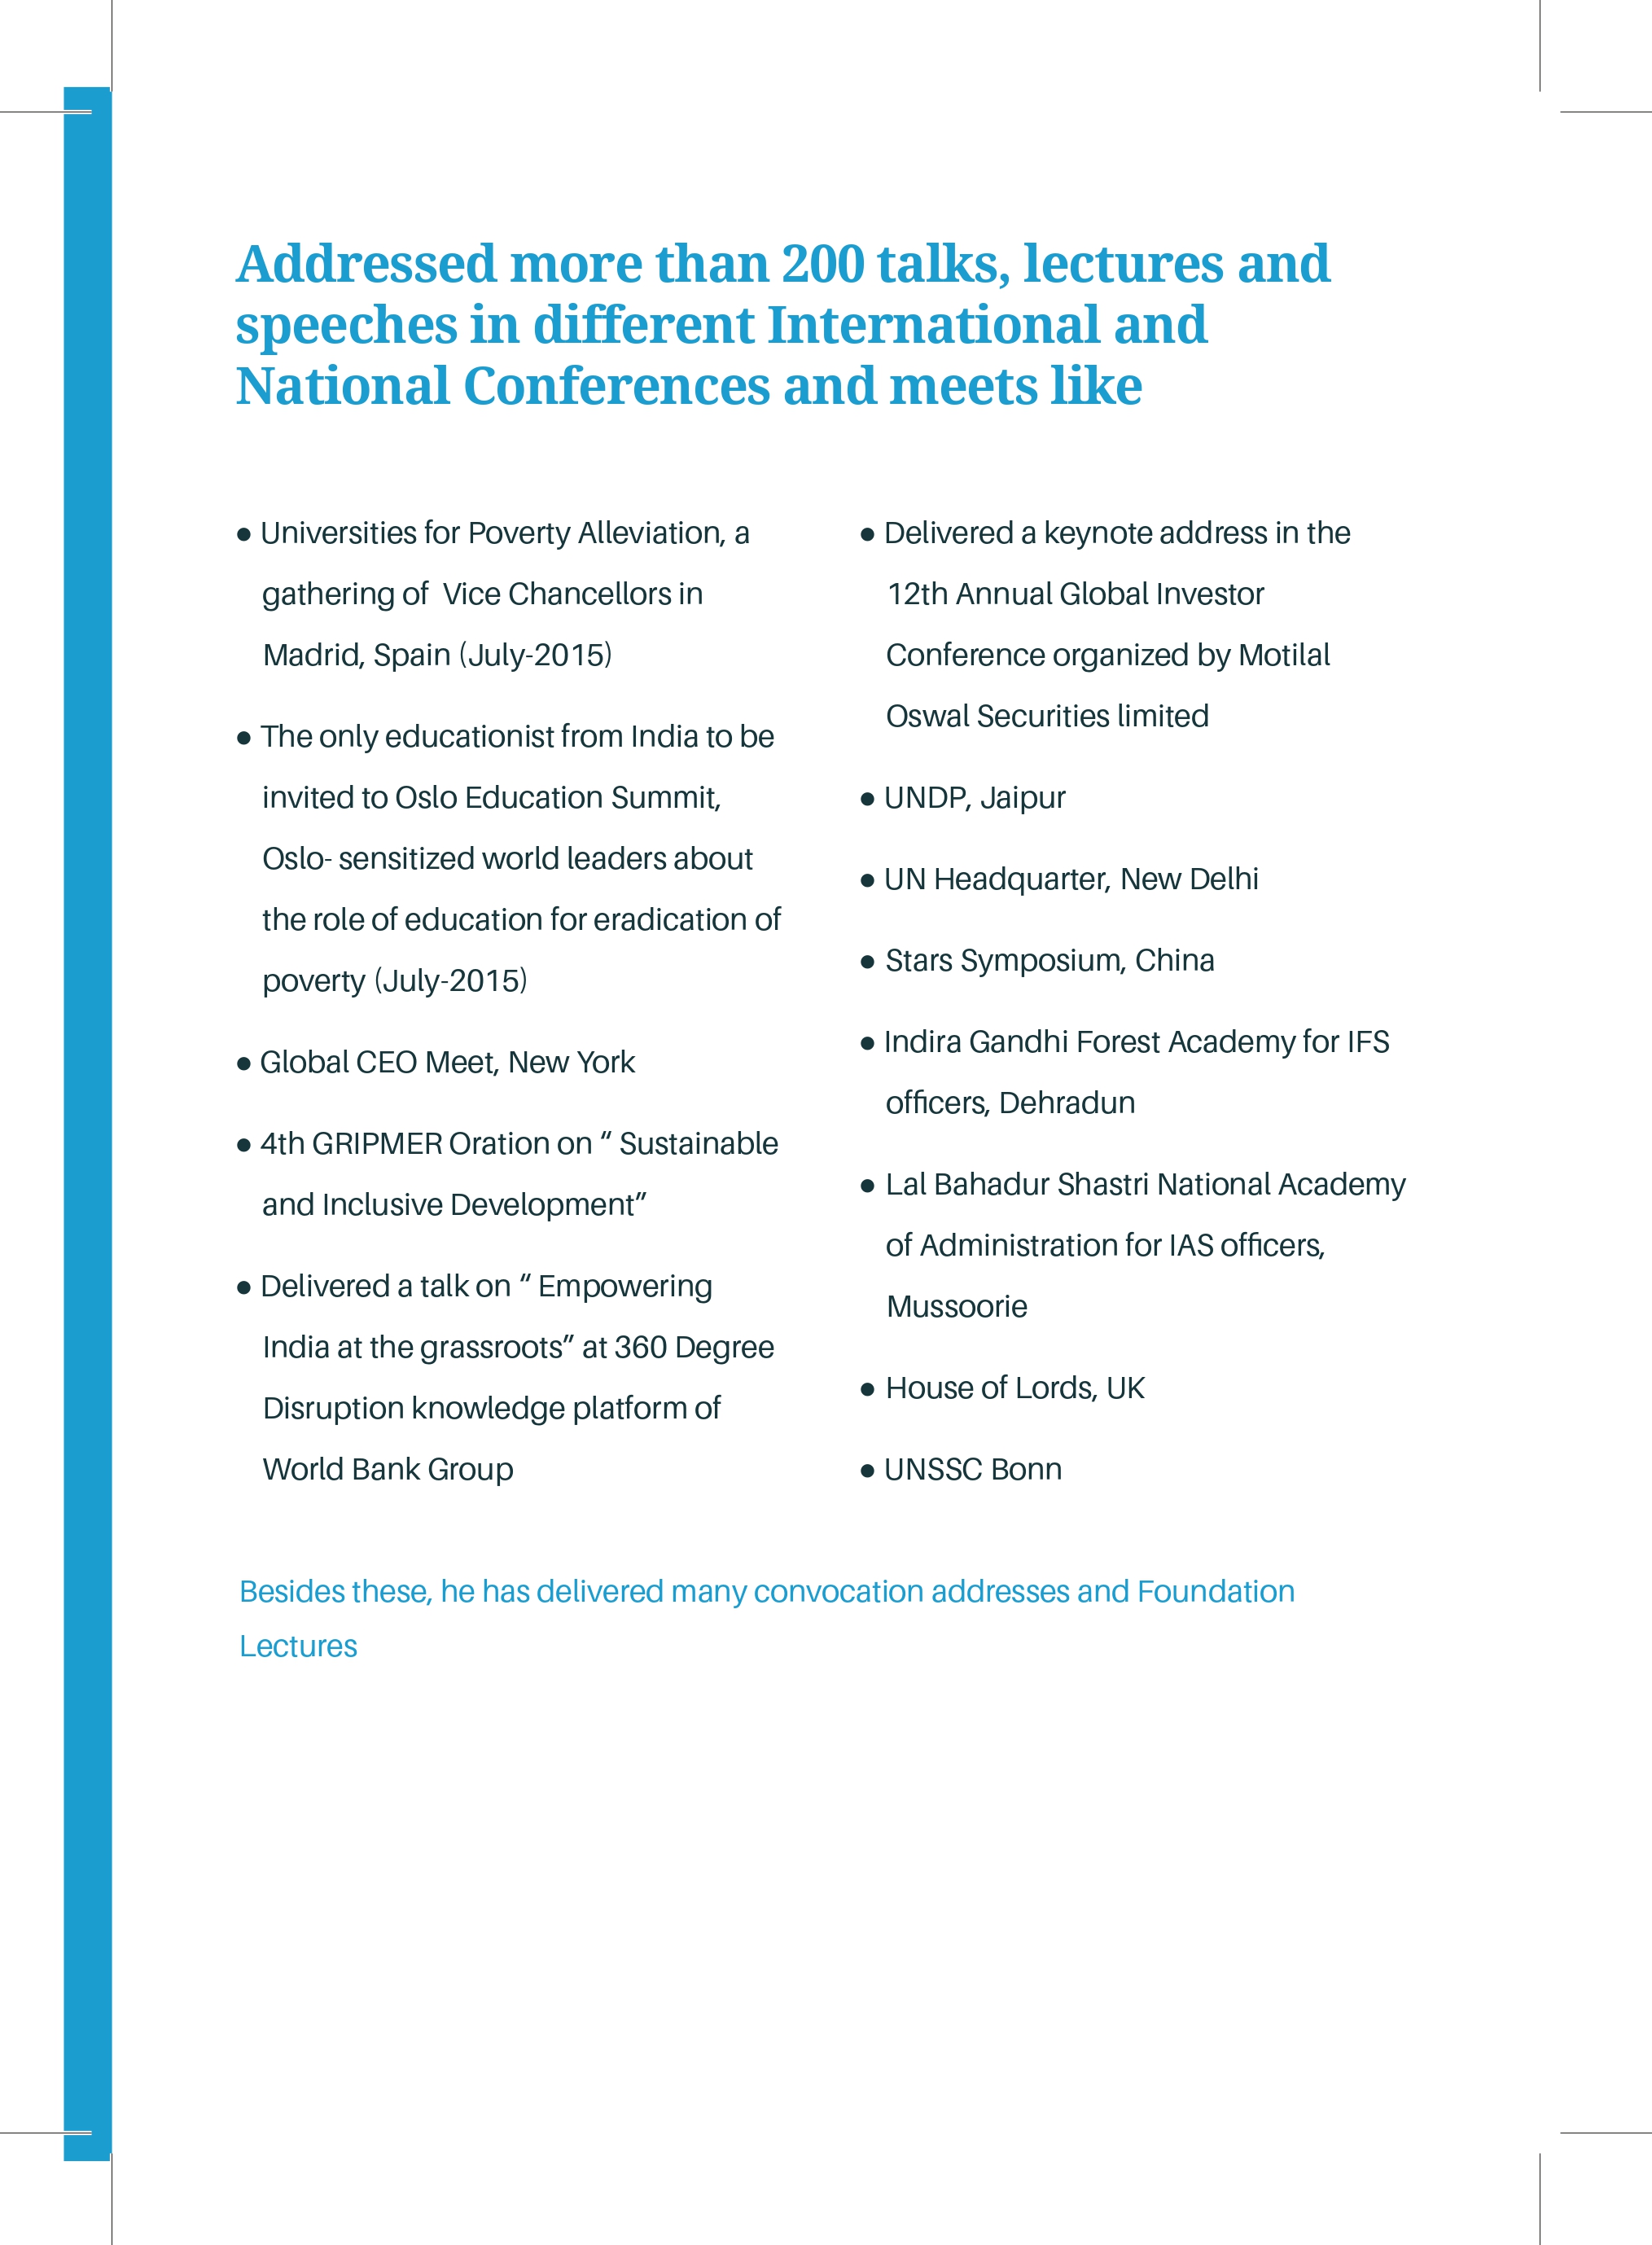 Addressed more than 200 talks, lectures and
speeches in different International and
National Conferences and meets like
● Universities for Poverty Alleviation, a
gathering of  Vice Chancellors in
Madrid, Spain (July-2015)
● The only educationist from India to be
invited to Oslo Education Summit,
Oslo- sensitized world leaders about
the role of education for eradication of
poverty (July-2015)
● Global CEO Meet, New York
● 4th GRIPMER Oration on “ Sustainable
and Inclusive Development”
● Delivered a talk on “ Empowering
India at the grassroots” at 360 Degree
Disruption knowledge platform of
World Bank Group
● Delivered a keynote address in the
12th Annual Global Investor
Conference organized by Motilal
Oswal Securities limited
● UNDP, Jaipur
● UN Headquarter, New Delhi
● Stars Symposium, China
● Indira Gandhi Forest Academy for IFS
officers, Dehradun
● Lal Bahadur Shastri National Academy
of Administration for IAS officers,
Mussoorie
● House of Lords, UK
● UNSSC Bonn
Besides these, he has delivered many convocation addresses and Foundation
Lectures